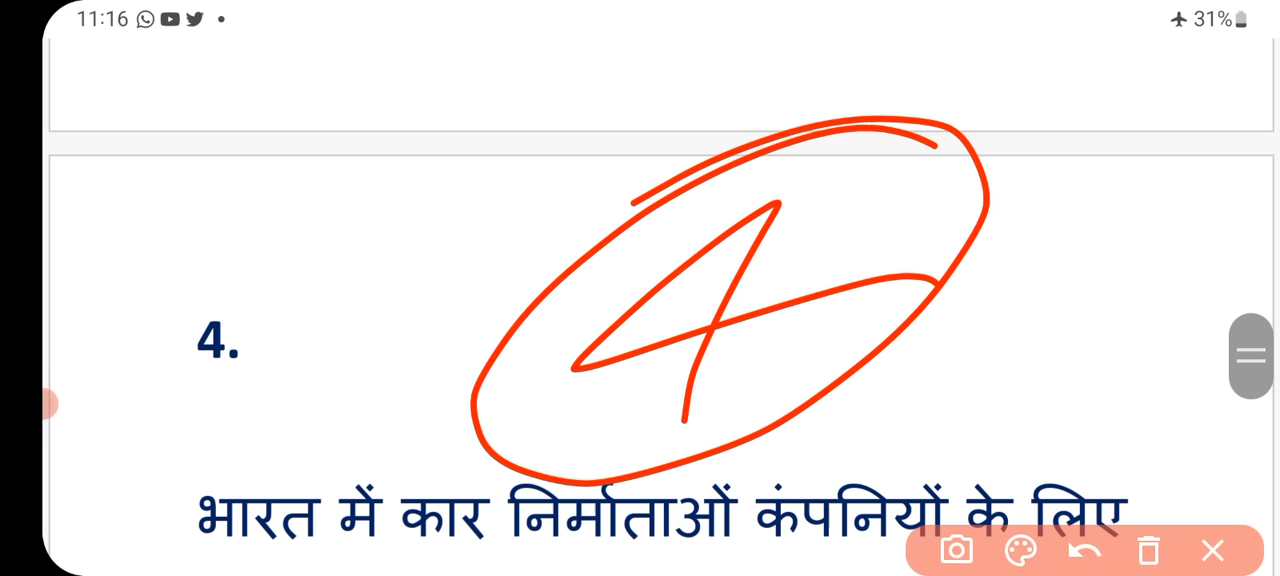 11:16 31%
4
4.
भारत में कार निर्माताओं कंपनियों के लिए